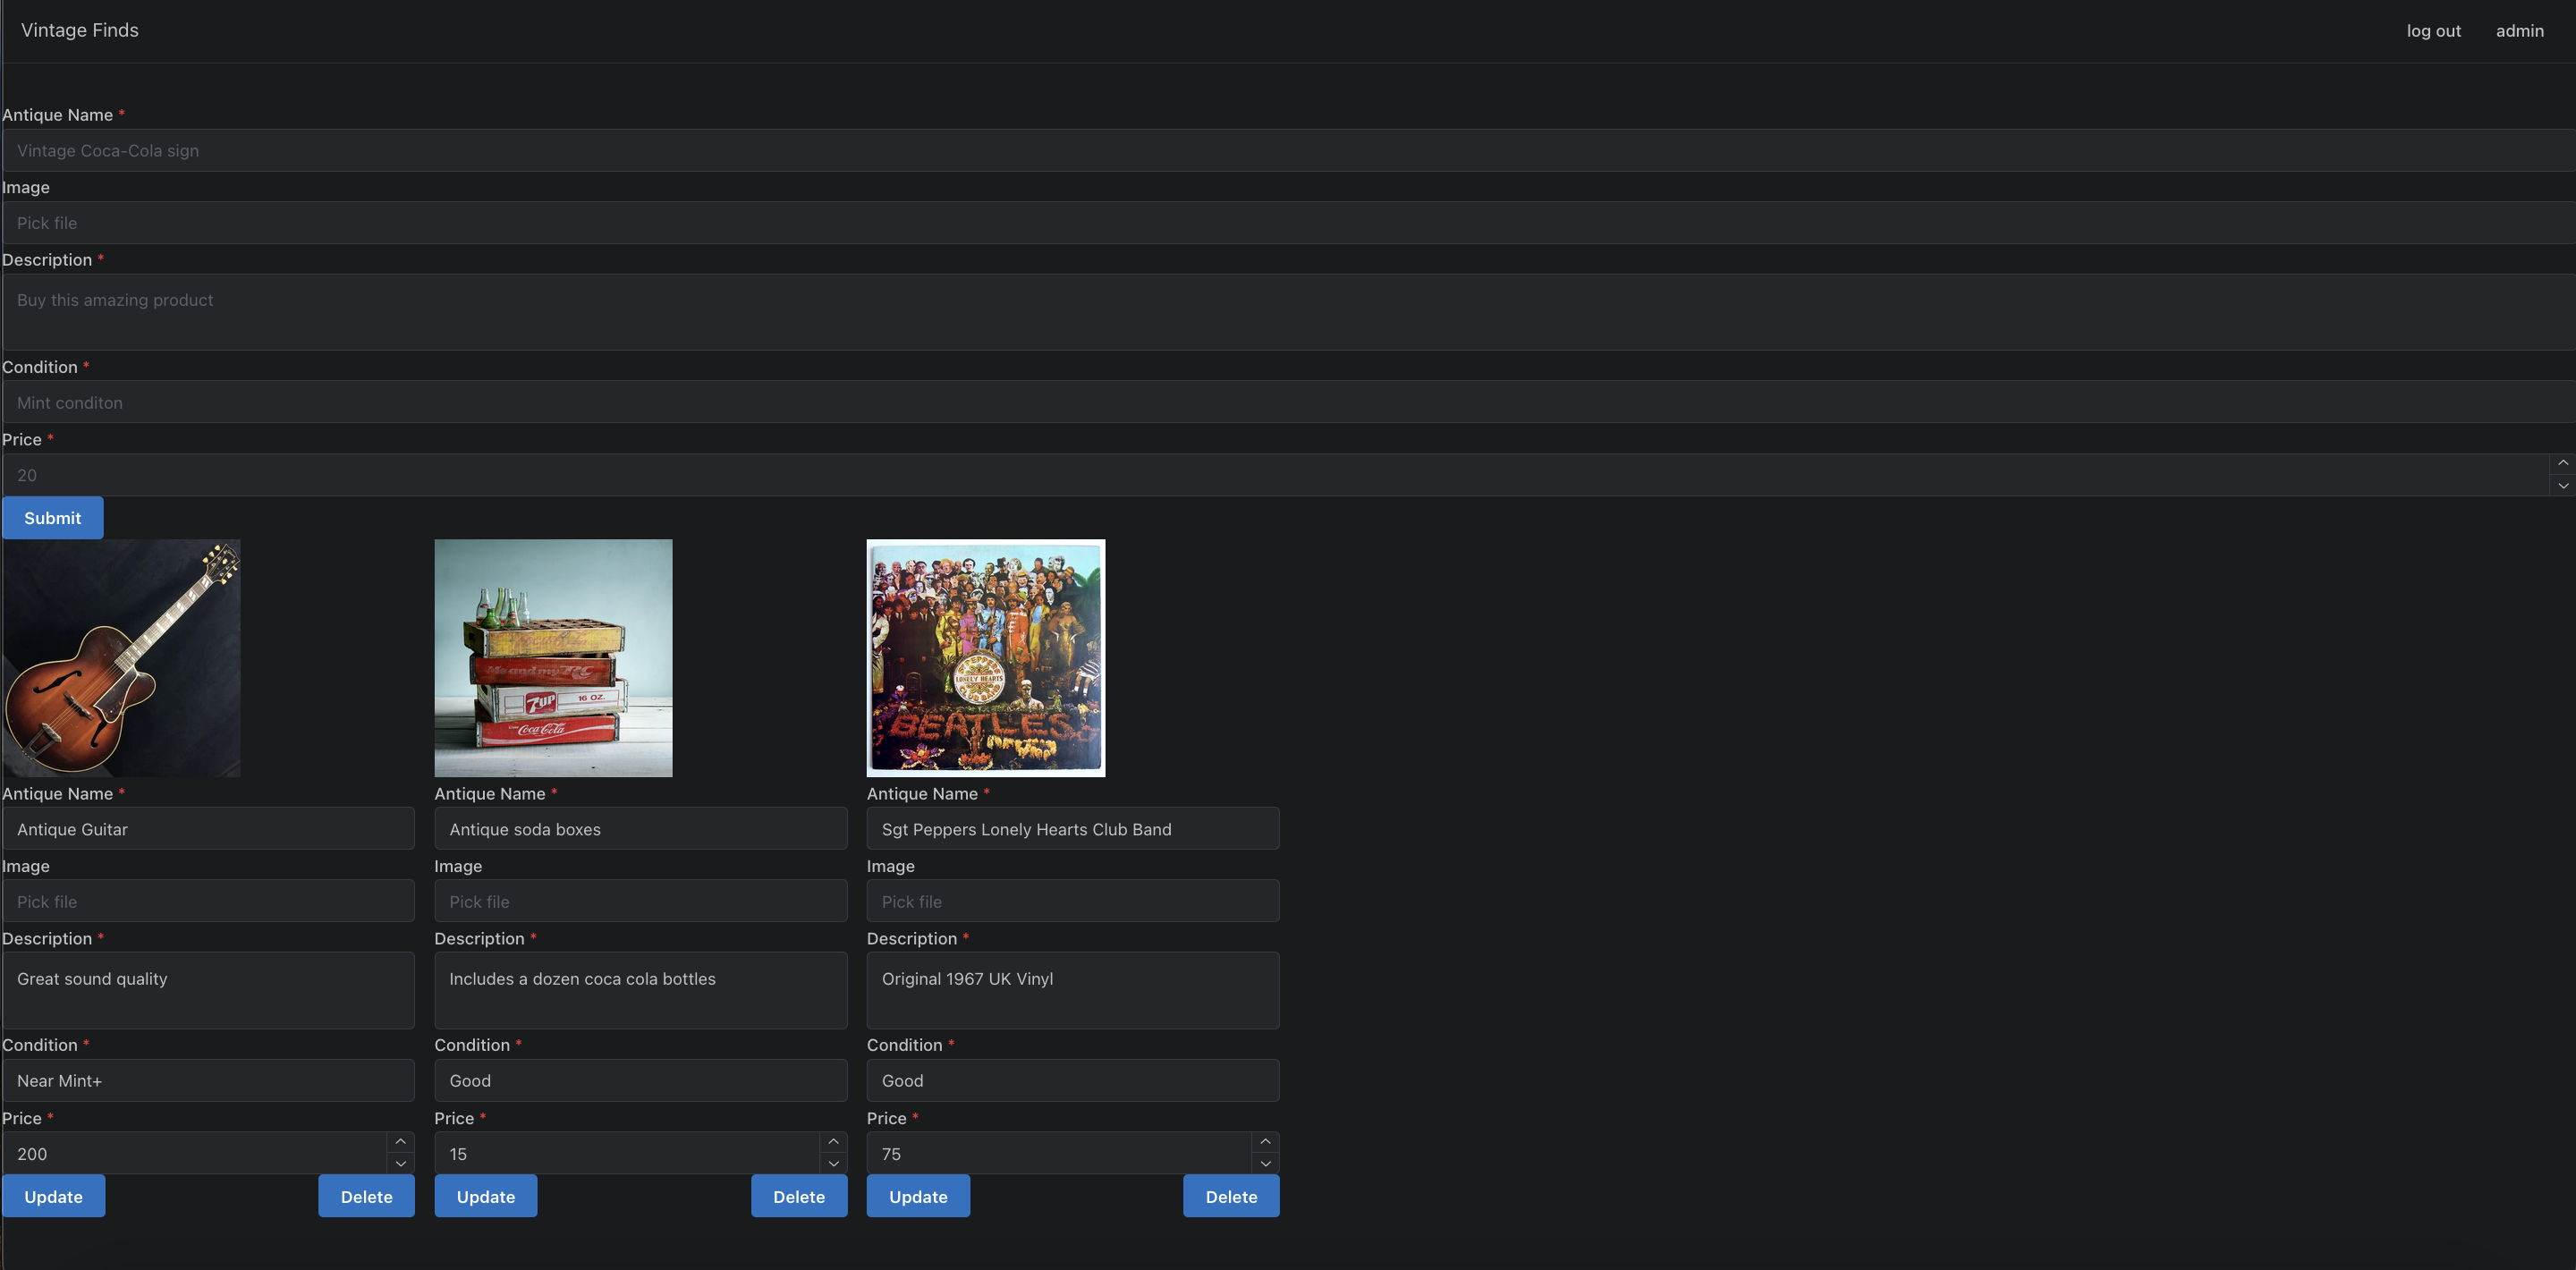 Vintage Finds log out admin
Antique Name *
Vintage Coca-Cola sign
Image
Pick file
Description *
Buy this amazing product
Condition *
Mint conditon
Price *
20
Submit
7up 16 OZ.
Coca-Cola
LONELY HEARTS
BEATLES
Antique Name * Antique Name * Antique Name *
Antique Guitar Antique soda boxes Sgt Peppers Lonely Hearts Club Band
Image Image Image
Pick file Pick file Pick file
Description * Description * Description *
Great sound quality Includes a dozen coca cola bottles Original 1967 UK Vinyl
Condition * Condition * Condition *
Near Mint+ Good Good
Price * Price * Price *
200 15 75
Update Delete Update Delete Update Delete